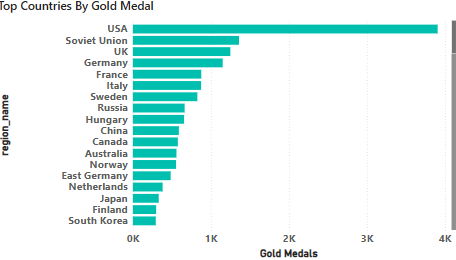 Top Countries By Gold Medal
region_name
USA
Soviet Union
UK
Germany
France
Italy
Sweden
Russia
Hungary
China
Canada
Australia
Norway
East Germany
Netherlands
Japan
Finland
South Korea
0K 1K 2K 3K 4K
Gold Medals